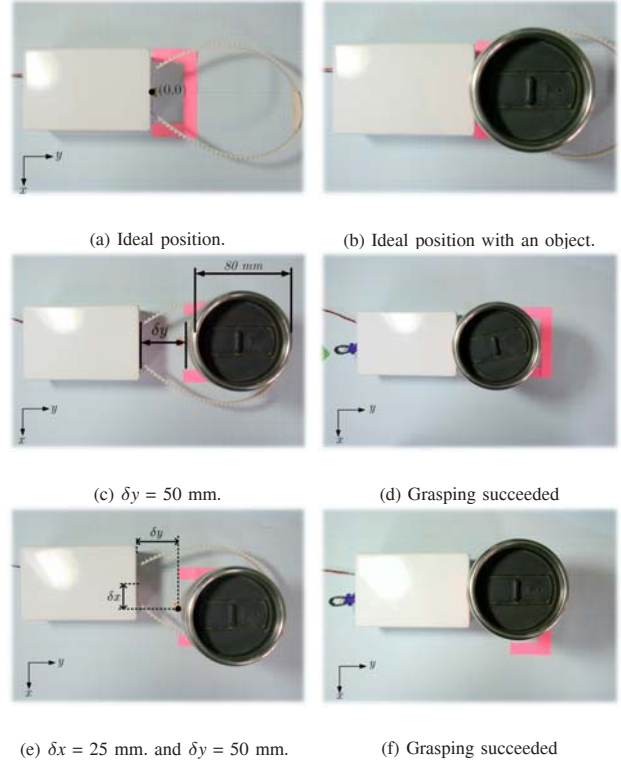 (0,0)
y
x
(a) Ideal position.
y
x
(b) Ideal position with an object.
80 mm
δy
y
x
(c) δy = 50 mm.
y
x
(d) Grasping succeeded
δy
δx
y
x
(e) δx = 25 mm. and δy = 50 mm.
y
x
(f) Grasping succeeded